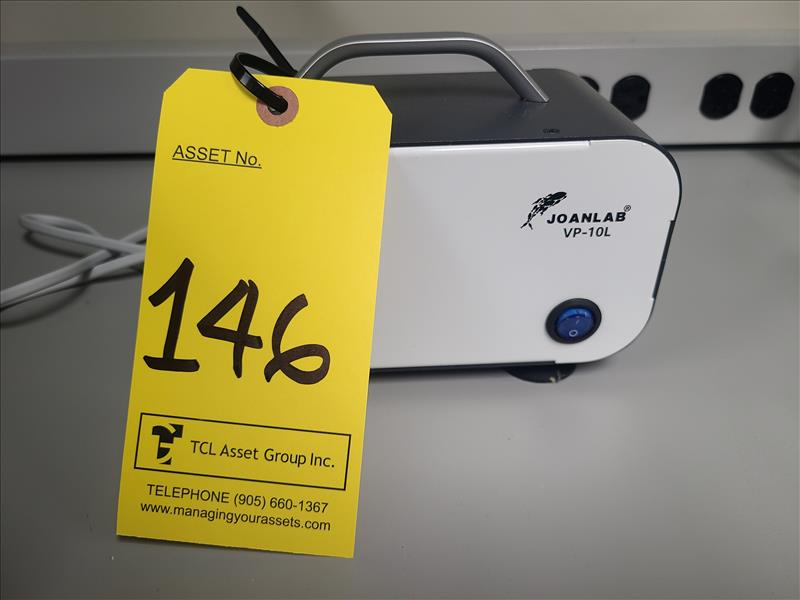 ASSET No.
146
TCL Asset Group Inc.
TELEPHONE (905) 660-1367
www.managingyourassets.com
JOANLAB®
VP-10L